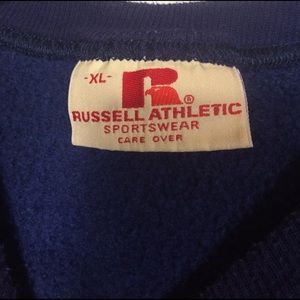 -XL-
R®
RUSSELL ATHLETIC
SPORTSWEAR
CARE OVER